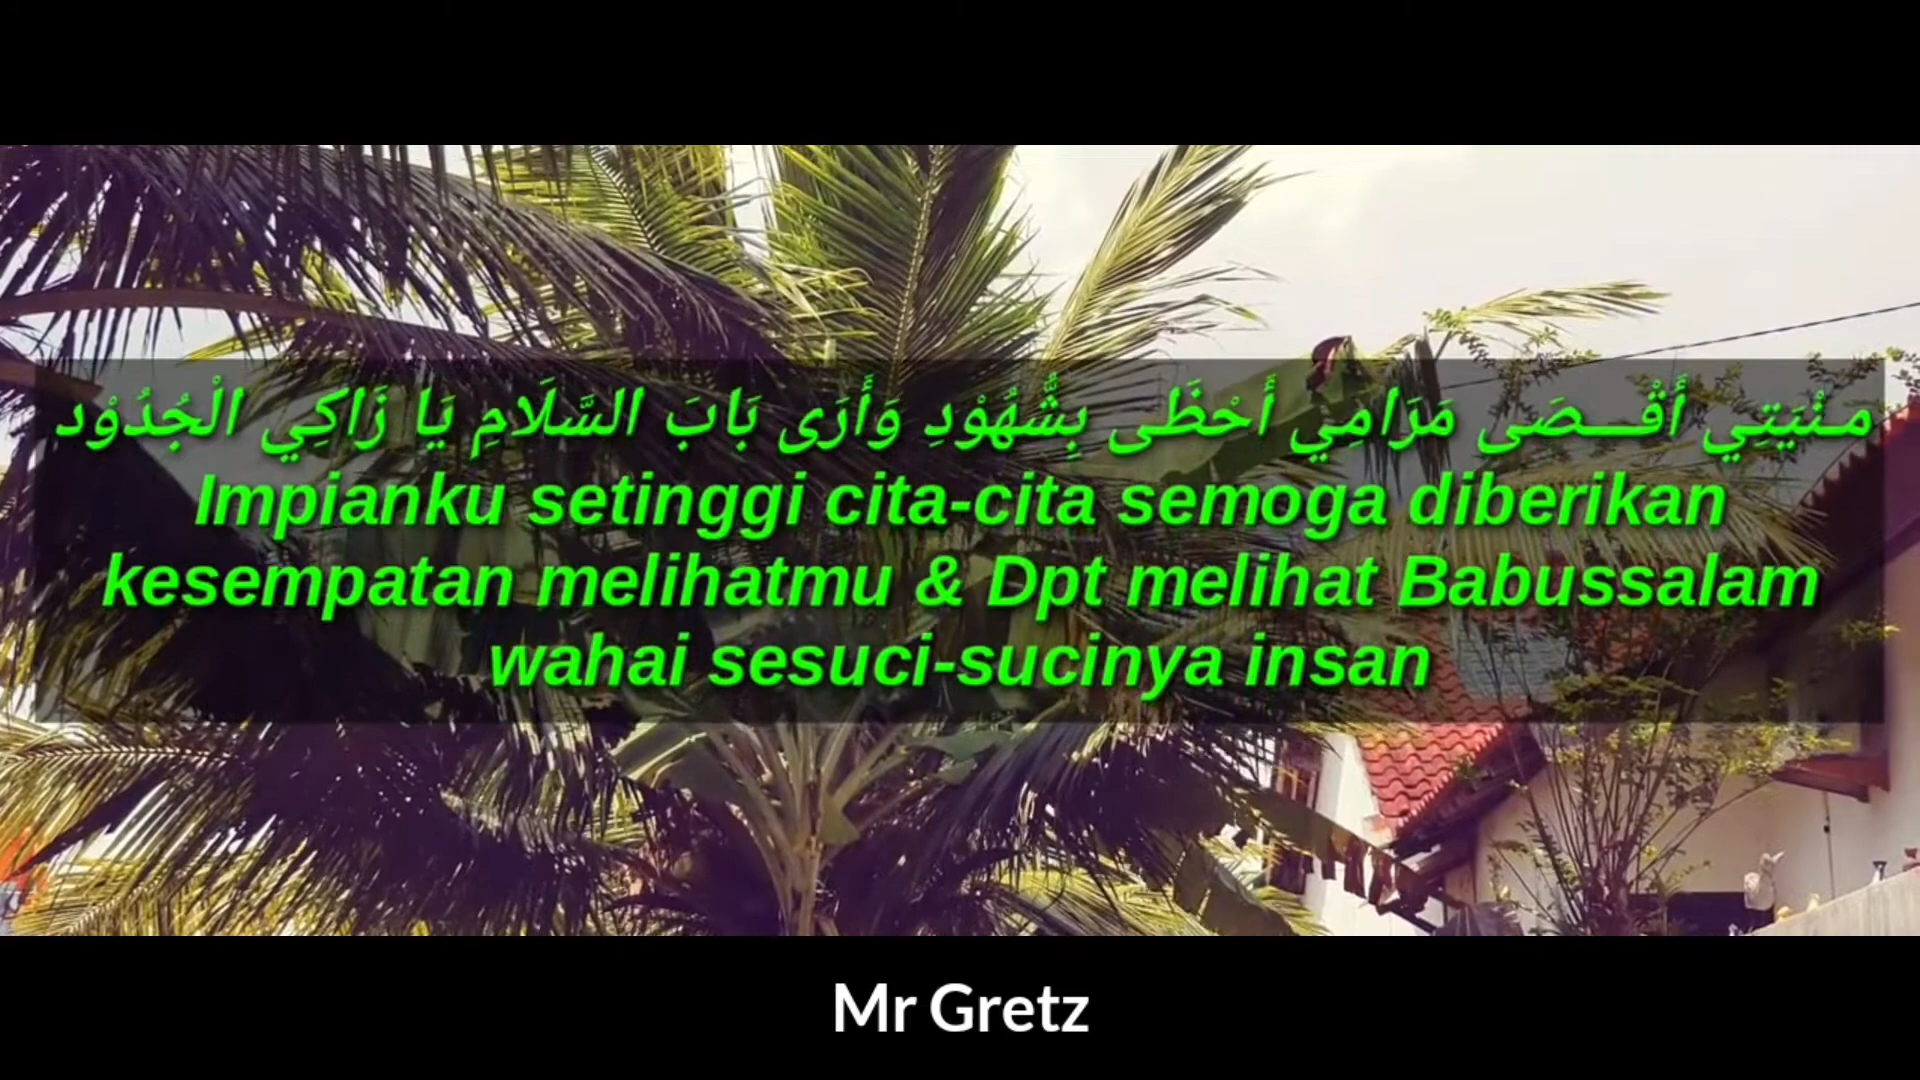 مـنْيَتِي أَقْـــصَى مَرَامِي أَحْظَى بِشُّهُوْدِ وَأَرَى بَابَ السَّلَامِ يَا زَاكِي الْجُدُوْد
Impianku setinggi cita-cita semoga diberikan
kesempatan melihatmu & Dpt melihat Babussalam
wahai sesuci-sucinya insan
Mr Gretz